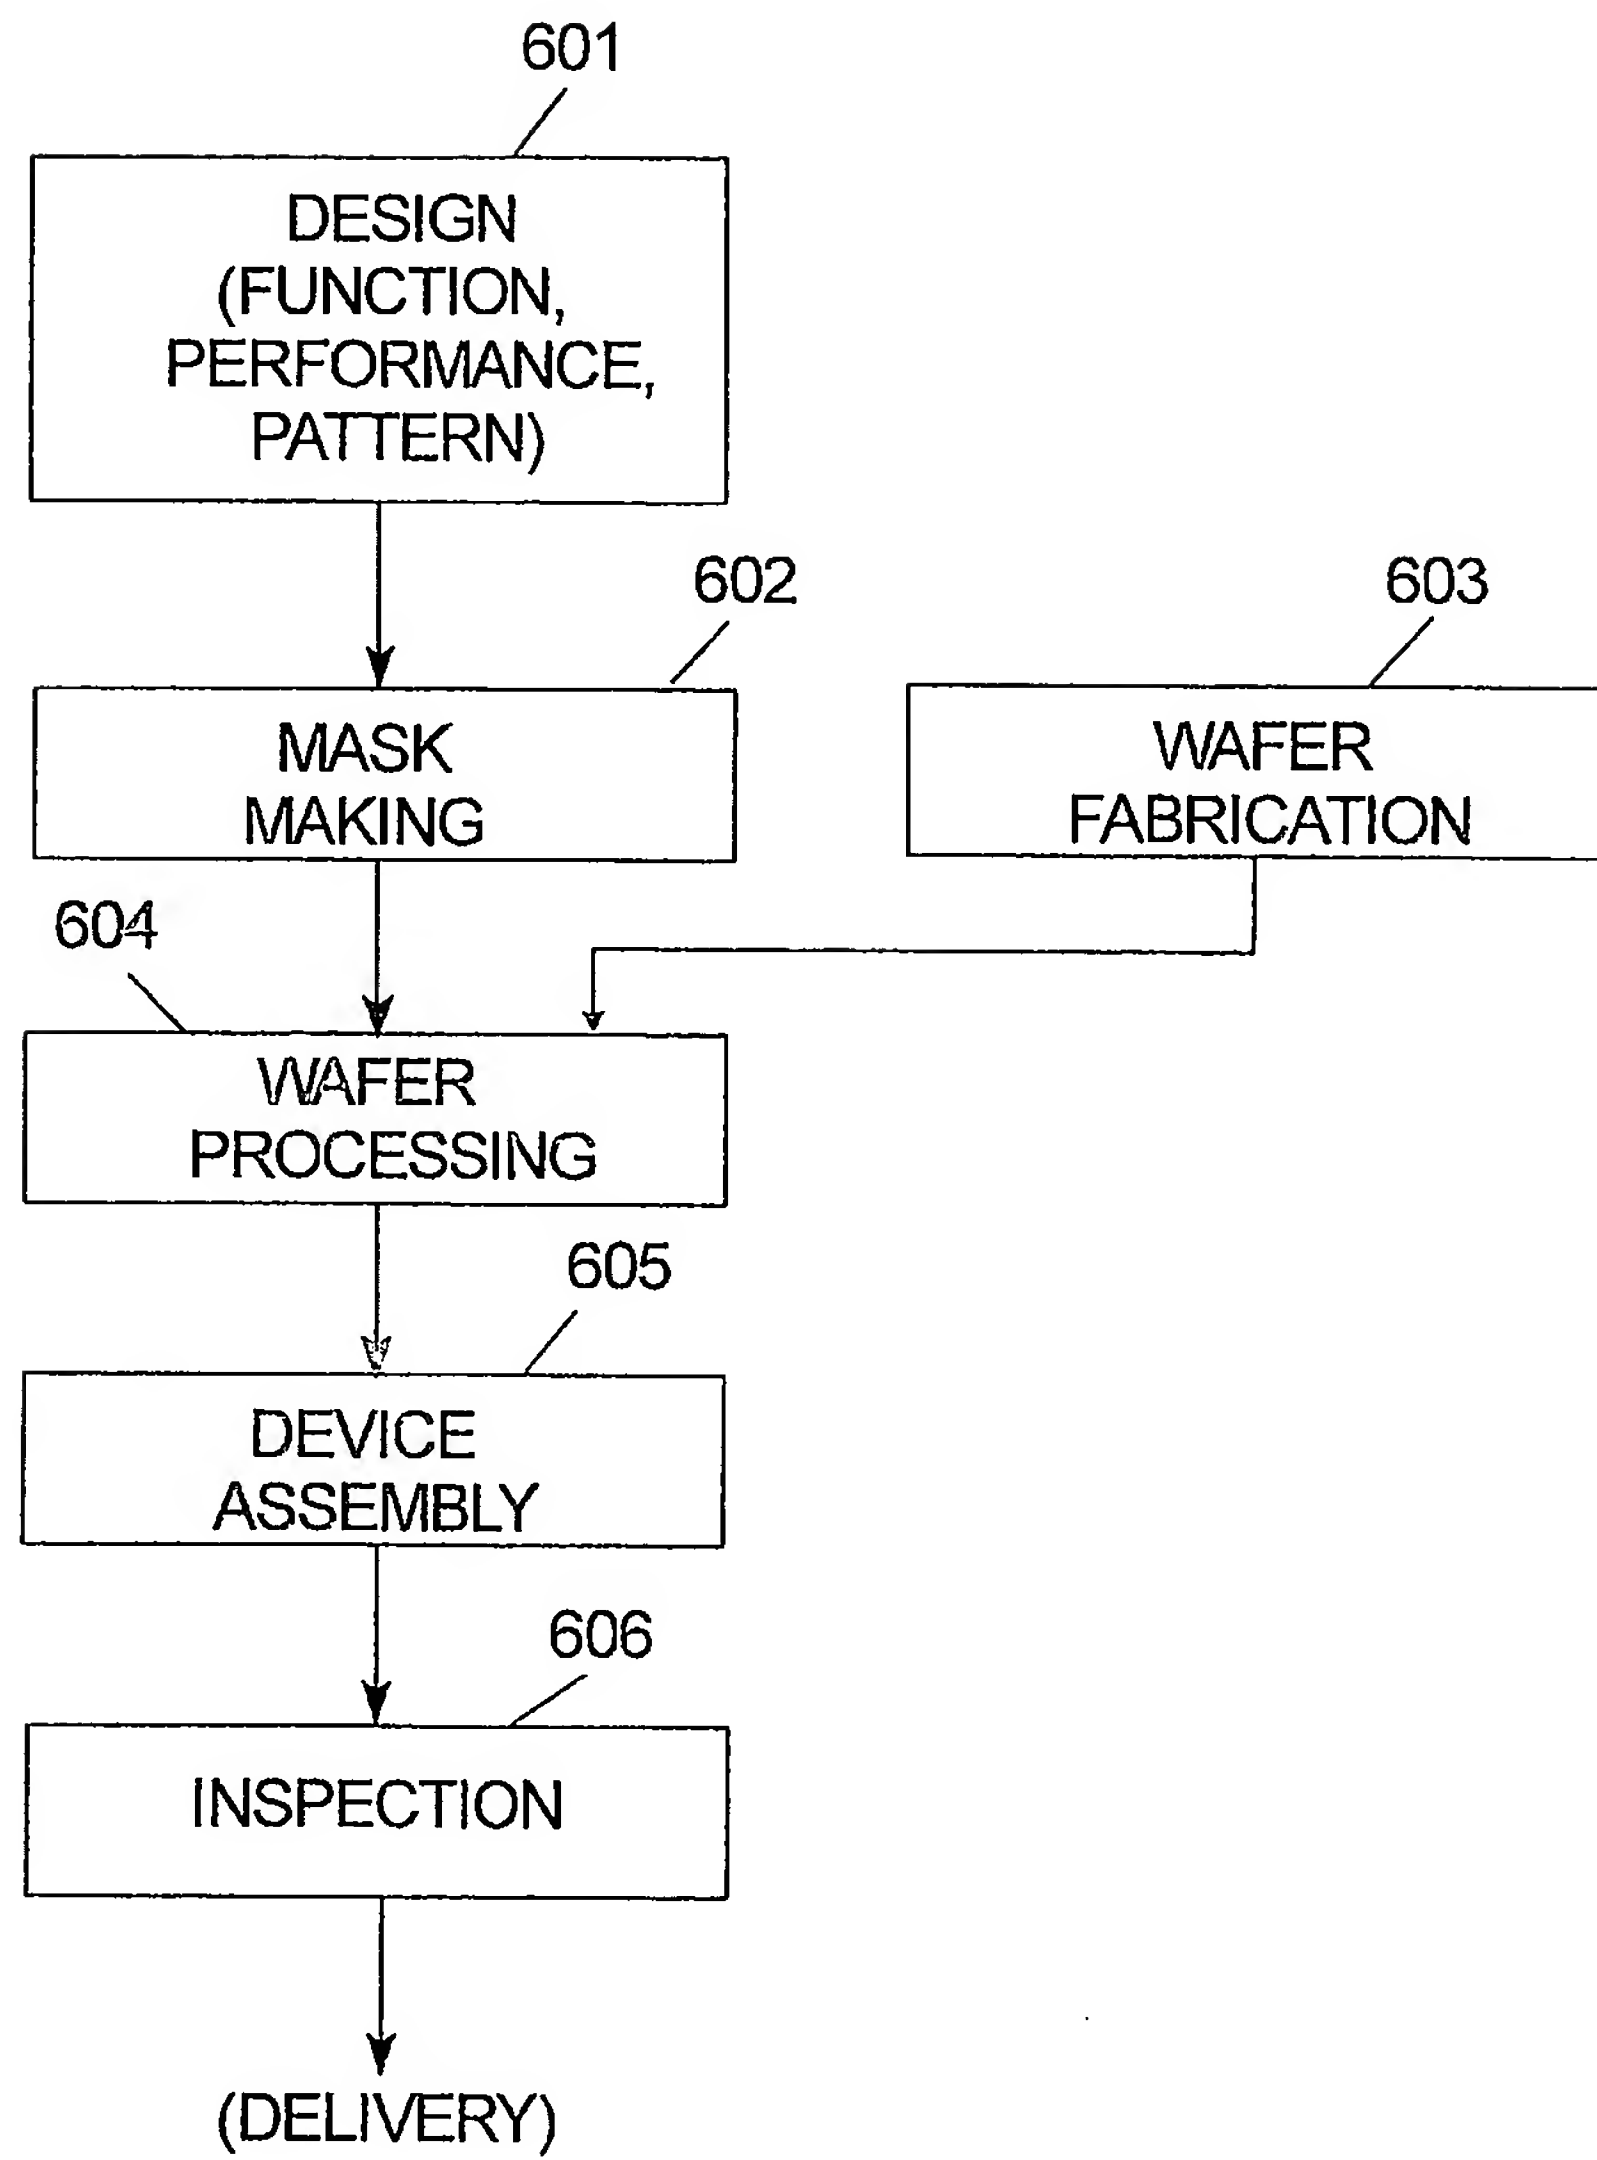 601
DESIGN
(FUNCTION,
PERFORMANCE,
PATTERN)
602
MASK
MAKING
603
WAFER
FABRICATION
604
WAFER
PROCESSING
605
DEVICE
ASSEMBLY
606
INSPECTION
(DELIVERY)